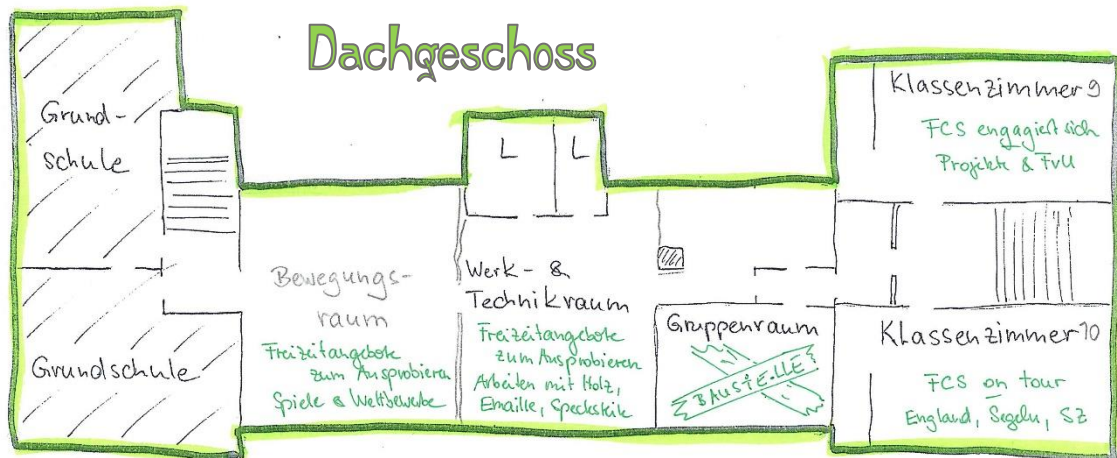 Dachgeschoss
Grund-
schule
Grundschule
Bewegungs-
raum
Freizeitangebote
zum Ausprobieren
Spiele & Wettbewerbe
L
L
Werk- &
Technikraum
Freizeitangebote
zum Ausprobieren
Arbeiten mit Holz,
Emaille,
Gruppenraum
BAUSTELLE
Klassenzimmer 9
FCS engagiert sich
Projekte & FvU
Klassenzimmer 10
FCS on tour
England, Segeln, SZ